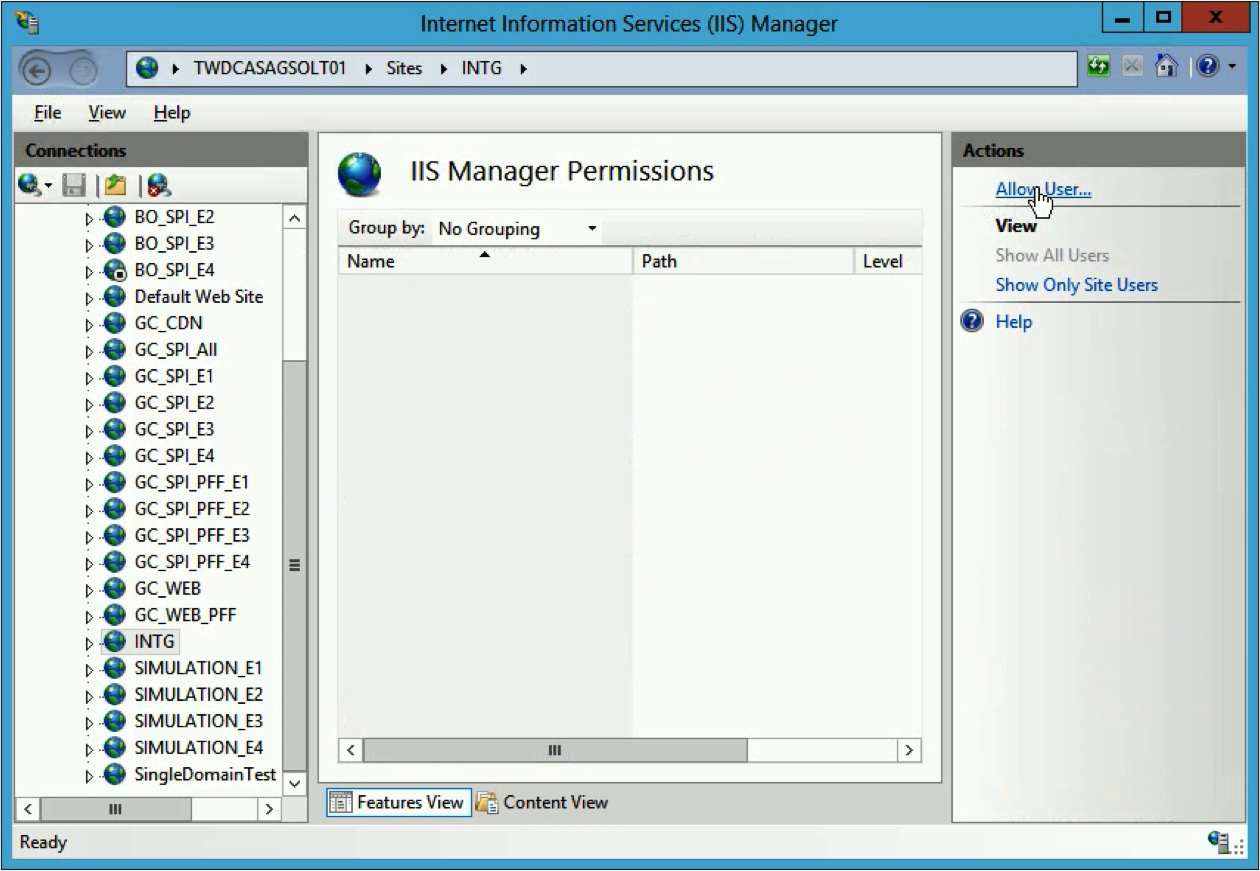 Internet Information Services (IIS) Manager
TWDCASAGSOLT01 Sites INTG
File View Help
Connections
BO_SPI_E2
BO_SPI_E3
BO_SPI_E4
Default Web Site
GC_CDN
GC_SPI_All
GC_SPI_E1
GC_SPI_E2
GC_SPI_E3
GC_SPI_E4
GC_SPI_PFF_E1
GC_SPI_PFF_E2
GC_SPI_PFF_E3
GC_SPI_PFF_E4
GC_WEB
GC_WEB_PFF
INTG
SIMULATION_E1
SIMULATION_E2
SIMULATION_E3
SIMULATION_E4
SingleDomainTest
IIS Manager Permissions
Group by: No Grouping
Name Path Level
Features View Content View
Actions
Allow User...
View
Show All Users
Show Only Site Users
Help
Ready